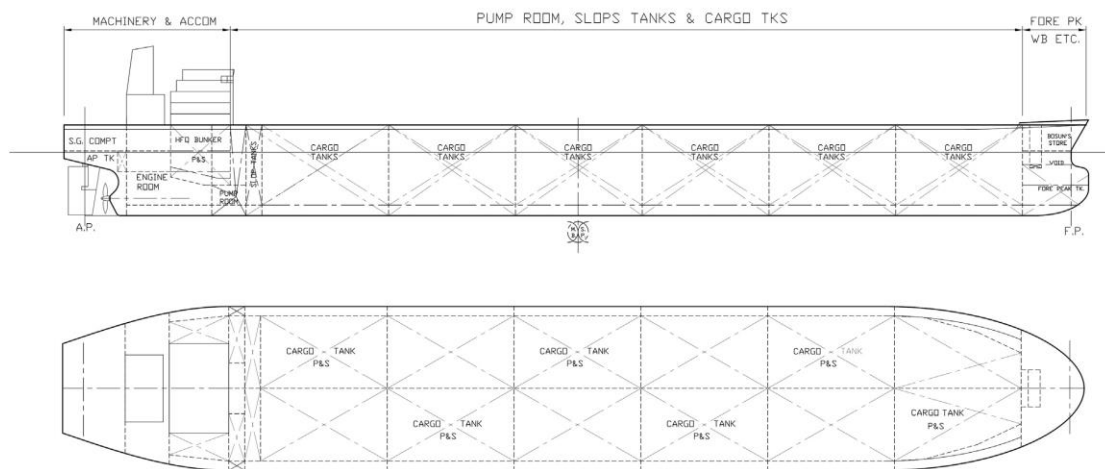 MACHINERY & ACCOM
PUMP ROOM, SLOPS TANKS & CARGO TKS
FORE PK
WB ETC.
S.G. COMPT
HFO BUNKER
P&S
AP TK
ENGINE
ROOM
PUMP
ROOM
SLOP TANKS
CARGO
TANKS
CARGO
TANKS
CARGO
TANKS
CARGO
TANKS
CARGO
TANKS
CARGO
TANKS
BOSUN'S
STORE
VOID
FORE PEAK TK.
A.P.
F.P.
CARGO - TANK
P&S
CARGO - TANK
P&S
CARGO - TANK
P&S
CARGO - TANK
P&S
CARGO - TANK
P&S
CARGO TANK
P&S